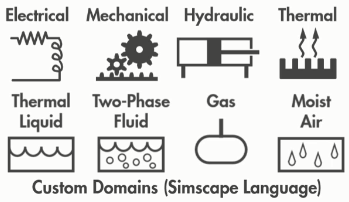 Electrical Mechanical Hydraulic Thermal
Thermal Liquid Two-Phase Fluid Gas Moist Air
Custom Domains (Simscape Language)